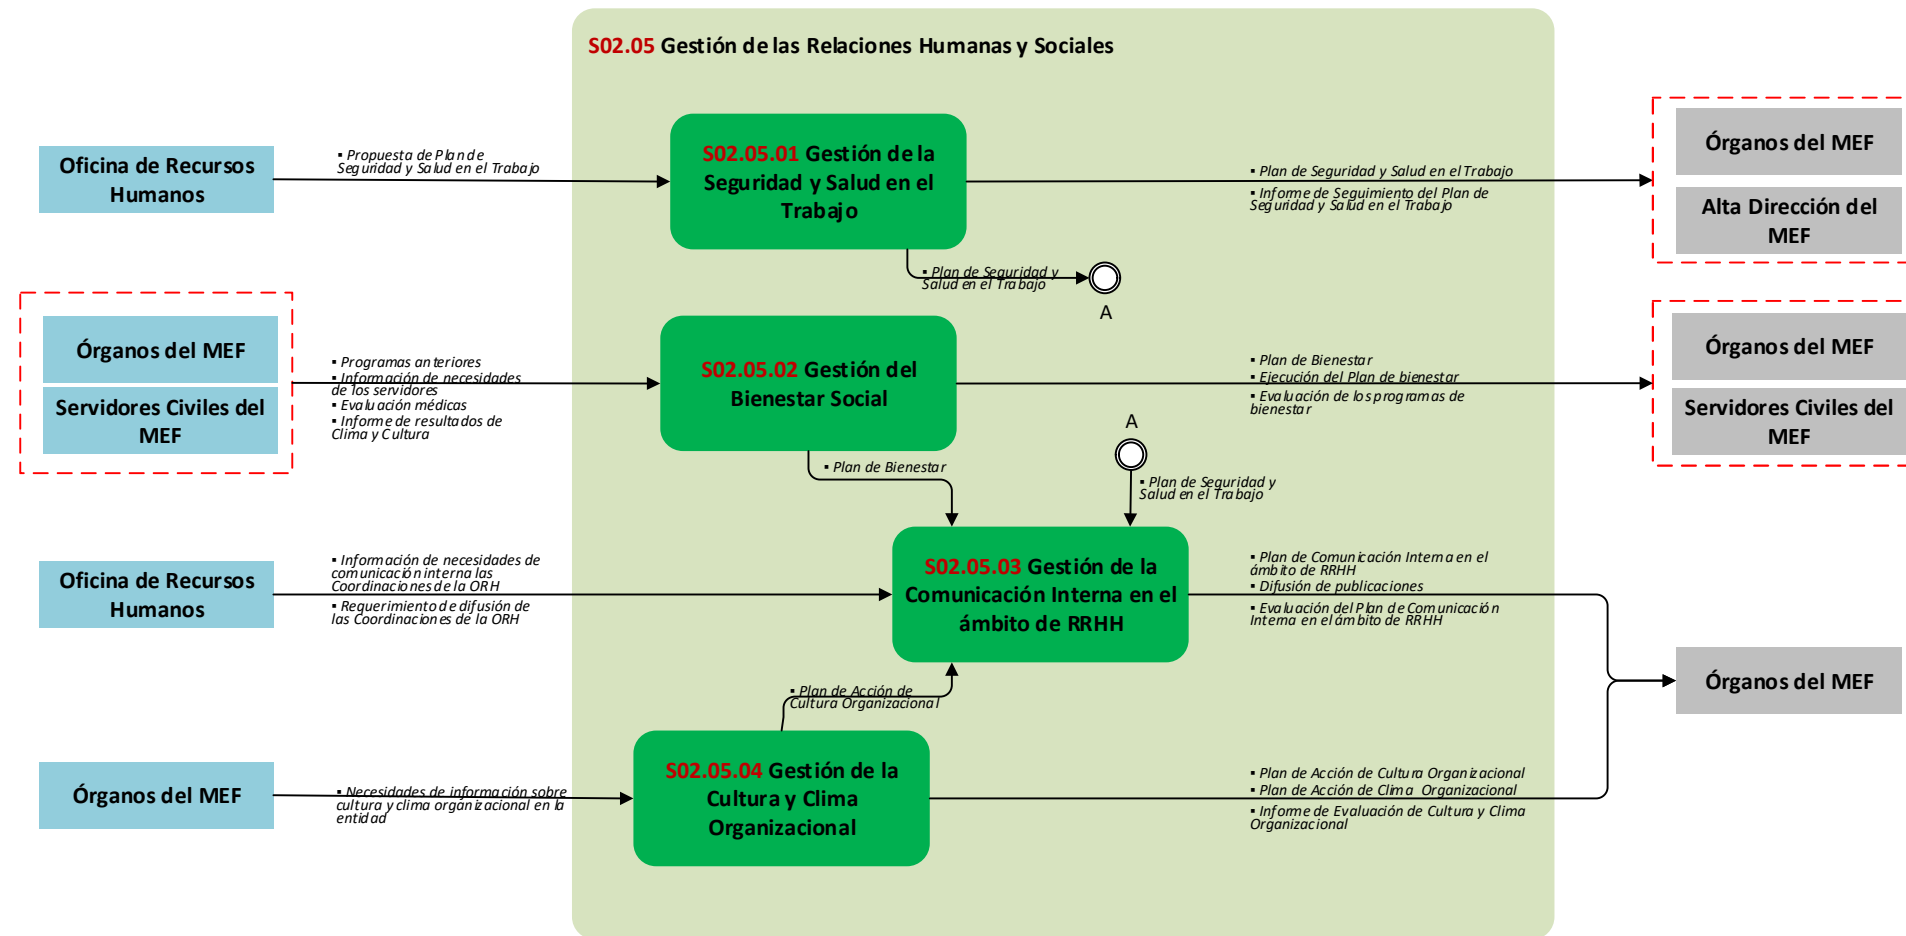 S02.05 Gestión de las Relaciones Humanas y Sociales
Oficina de Recursos
Humanos
▪ Propuesta de Plan de
Seguridad y Salud en el Trabajo
S02.05.01 Gestión de la
Seguridad y Salud en el
Trabajo
▪ Plan de Seguridad y Salud en el Trabajo
▪ Informe de Seguimiento del Plan de
Seguridad y Salud en el Trabajo
Órganos del MEF
Alta Dirección del
MEF
▪ Plan de Seguridad y
Salud en el Trabajo
A
Órganos del MEF
Servidores Civiles del
MEF
▪ Programas anteriores
▪ Información de necesidades
de los servidores
▪ Evaluación médicas
▪ Informe de resultados de
Clima y Cultura
S02.05.02 Gestión del
Bienestar Social
▪ Plan de Bienestar
▪ Ejecución del Plan de bienestar
▪ Evaluación de los programas de
bienestar
Órganos del MEF
Servidores Civiles del
MEF
▪ Plan de Bienestar
A
▪ Plan de Seguridad y
Salud en el Trabajo
Oficina de Recursos
Humanos
▪ Información de necesidades de
comunicación interna las
Coordinaciones de la ORH
▪ Requerimiento de difusión de
las Coordinaciones de la ORH
S02.05.03 Gestión de la
Comunicación Interna en el
ámbito de RRHH
▪ Plan de Comunicación Interna en el
ámbito de RRHH
▪ Difusión de publicaciones
▪ Evaluación del Plan de Comunicación
Interna en el ámbito de RRHH
Órganos del MEF
▪ Plan de Acción de
Cultura Organizacional
Órganos del MEF
▪ Necesidades de información sobre
cultura y clima organizacional en la
entidad
S02.05.04 Gestión de la
Cultura y Clima
Organizacional
▪ Plan de Acción de Cultura Organizacional
▪ Plan de Acción de Clima Organizacional
▪ Informe de Evaluación de Cultura y Clima
Organizacional